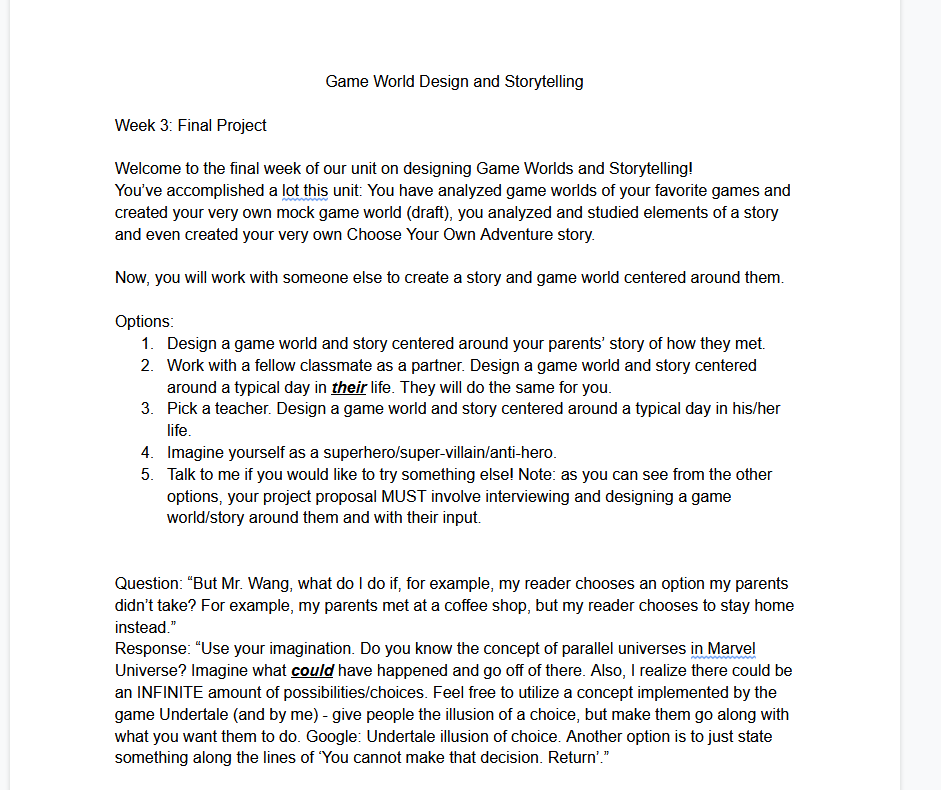 Game World Design and Storytelling
Week 3: Final Project
Welcome to the final week of our unit on designing Game Worlds and Storytelling!
You’ve accomplished a lot this unit: You have analyzed game worlds of your favorite games and
created your very own mock game world (draft), you analyzed and studied elements of a story
and even created your very own Choose Your Own Adventure story.
Now, you will work with someone else to create a story and game world centered around them.
Options:
1. Design a game world and story centered around your parents’ story of how they met.
2. Work with a fellow classmate as a partner. Design a game world and story centered
around a typical day in their life. They will do the same for you.
3. Pick a teacher. Design a game world and story centered around a typical day in his/her
life.
4. Imagine yourself as a superhero/super-villain/anti-hero.
5. Talk to me if you would like to try something else! Note: as you can see from the other
options, your project proposal MUST involve interviewing and designing a game
world/story around them and with their input.
Question: “But Mr. Wang, what do I do if, for example, my reader chooses an option my parents
didn’t take? For example, my parents met at a coffee shop, but my reader chooses to stay home
instead.”
Response: “Use your imagination. Do you know the concept of parallel universes in Marvel
Universe? Imagine what could have happened and go off of there. Also, I realize there could be
an INFINITE amount of possibilities/choices. Feel free to utilize a concept implemented by the
game Undertale (and by me) - give people the illusion of a choice, but make them go along with
what you want them to do. Google: Undertale illusion of choice. Another option is to just state
something along the lines of ‘You cannot make that decision. Return’.”